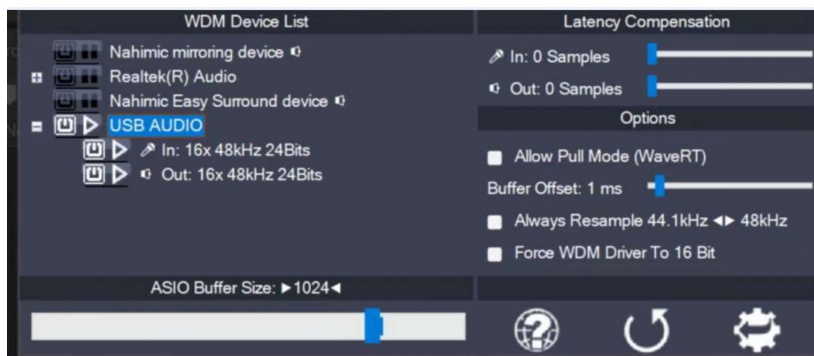 WDM Device List
Nahimic mirroring device
Realtek(R) Audio
Nahimic Easy Surround device
USB AUDIO
In: 16x 48kHz 24Bits
Out: 16x 48kHz 24Bits
ASIO Buffer Size: ►1024◄
Latency Compensation
In: 0 Samples
Out: 0 Samples
Options
Allow Pull Mode (WaveRT)
Buffer Offset: 1 ms
Always Resample 44.1kHz ◄► 48kHz
Force WDM Driver To 16 Bit